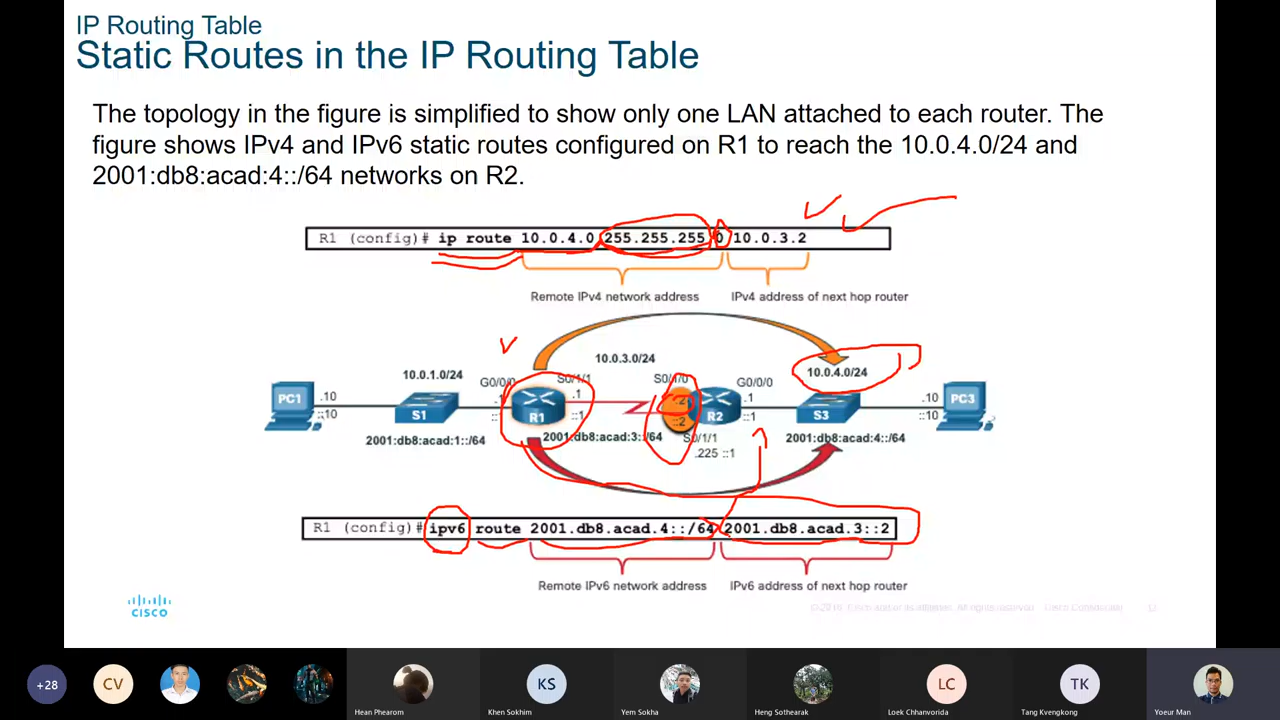 IP Routing Table
Static Routes in the IP Routing Table
The topology in the figure is simplified to show only one LAN attached to each router. The
figure shows IPv4 and IPv6 static routes configured on R1 to reach the 10.0.4.0/24 and
2001:db8:acad:4::/64 networks on R2.
R1 (config)# ip route 10.0.4.0 255.255.255 0 10.0.3.2
Remote IPv4 network address IPv4 address of next hop router
10.0.3.0/24
10.0.1.0/24 G0/0/0 S0/1/1 S0/1/0 G0/0/0 10.0.4.0/24
PC1 .10 S1 .1 R1 .1 .2 R2 .1 S3 .10 PC3
::10 ::1 ::1 ::2 ::1 ::10
2001:db8:acad:1::/64 2001:db8:acad:3::/64 S0/1/1 2001:db8:acad:4::/64
.225 ::1
R1 (config)# ipv6 route 2001.db8.acad.4::/64 2001.db8.acad.3::2
Remote IPv6 network address IPv6 address of next hop router
CISCO
+28 CV KS LC TK
Hean Phearom Khen Sokhim Yem Sokha Heng Sothearak Loek Chhanvorida Tang Kvengkong Yoeur Man